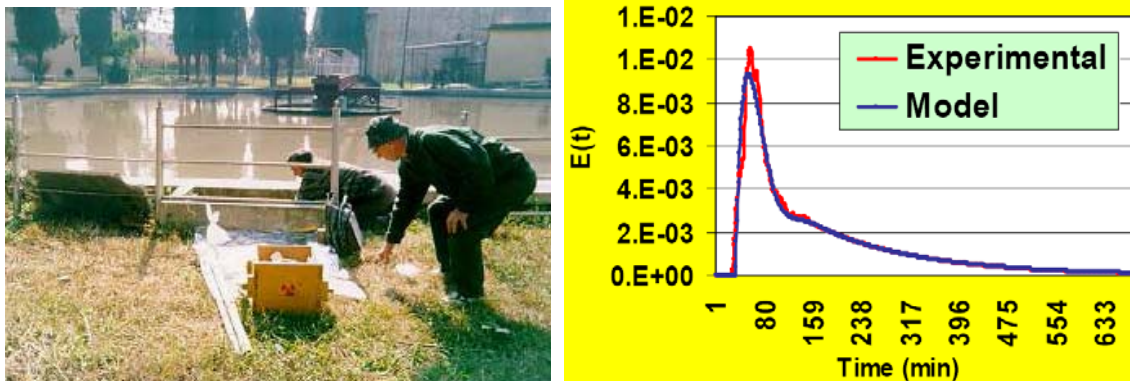 1.E-02
1.E-02
8.E-03
6.E-03
4.E-03
2.E-03
0.E+00
E(t)
Experimental
Model
1
80
159
238
317
396
475
554
633
Time (min)